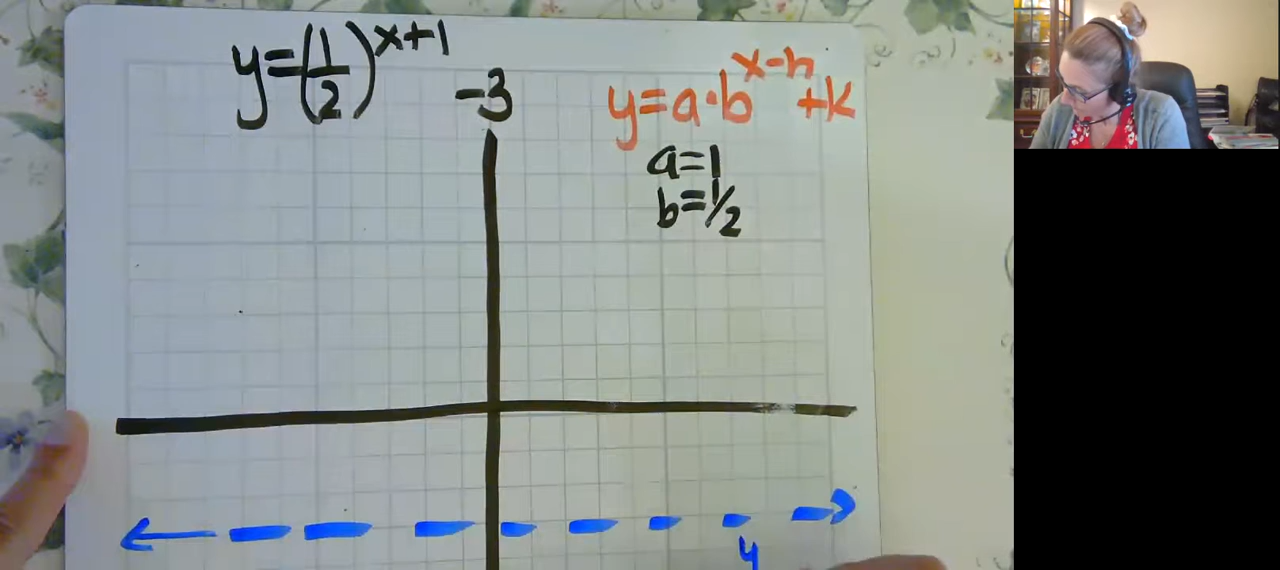 y=(1/2)^x+1 -3
y=a·b^x-h +k
a=1
b=1/2
y